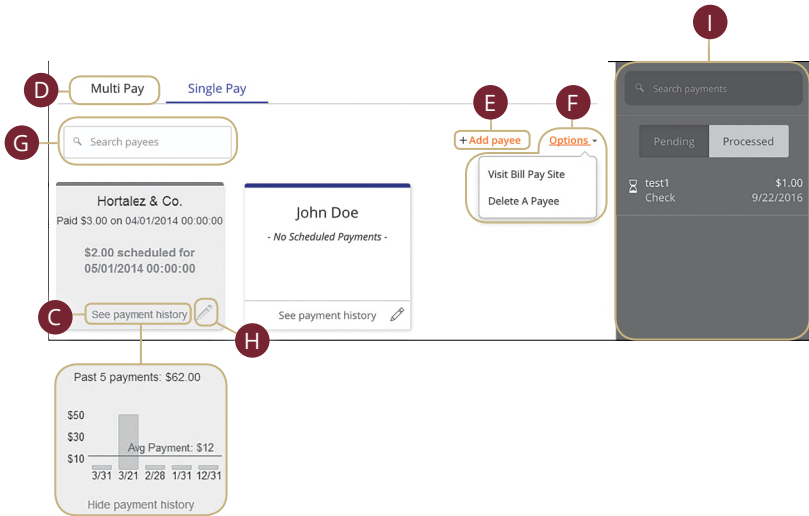 I
D
Multi Pay
Single Pay
E
F
G
Search payees
+ Add payee
Options
Visit Bill Pay Site
Delete A Payee
Search payments
Pending
Processed
test1
$1.00
Check
9/22/2016
Hortalez & Co.
Paid $3.00 on 04/01/2014 00:00:00
$2.00 scheduled for
05/01/2014 00:00:00
John Doe
- No Scheduled Payments -
C
See payment history
H
See payment history
Past 5 payments: $62.00
$50
$30
$10
Avg Payment: $12
3/31 3/21 2/28 1/31 12/31
Hide payment history